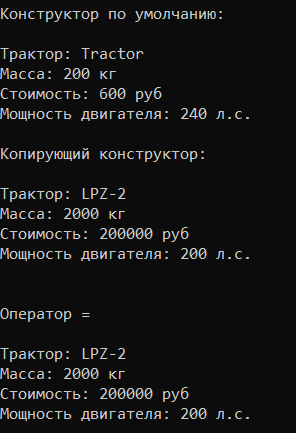 Конструктор по умолчанию:
Трактор: Tractor
Масса: 200 кг
Стоимость: 600 руб
Мощность двигателя: 240 л.с.
Копирующий конструктор:
Трактор: LPZ-2
Масса: 2000 кг
Стоимость: 200000 руб
Мощность двигателя: 200 л.с.
Оператор =
Трактор: LPZ-2
Масса: 2000 кг
Стоимость: 200000 руб
Мощность двигателя: 200 л.с.